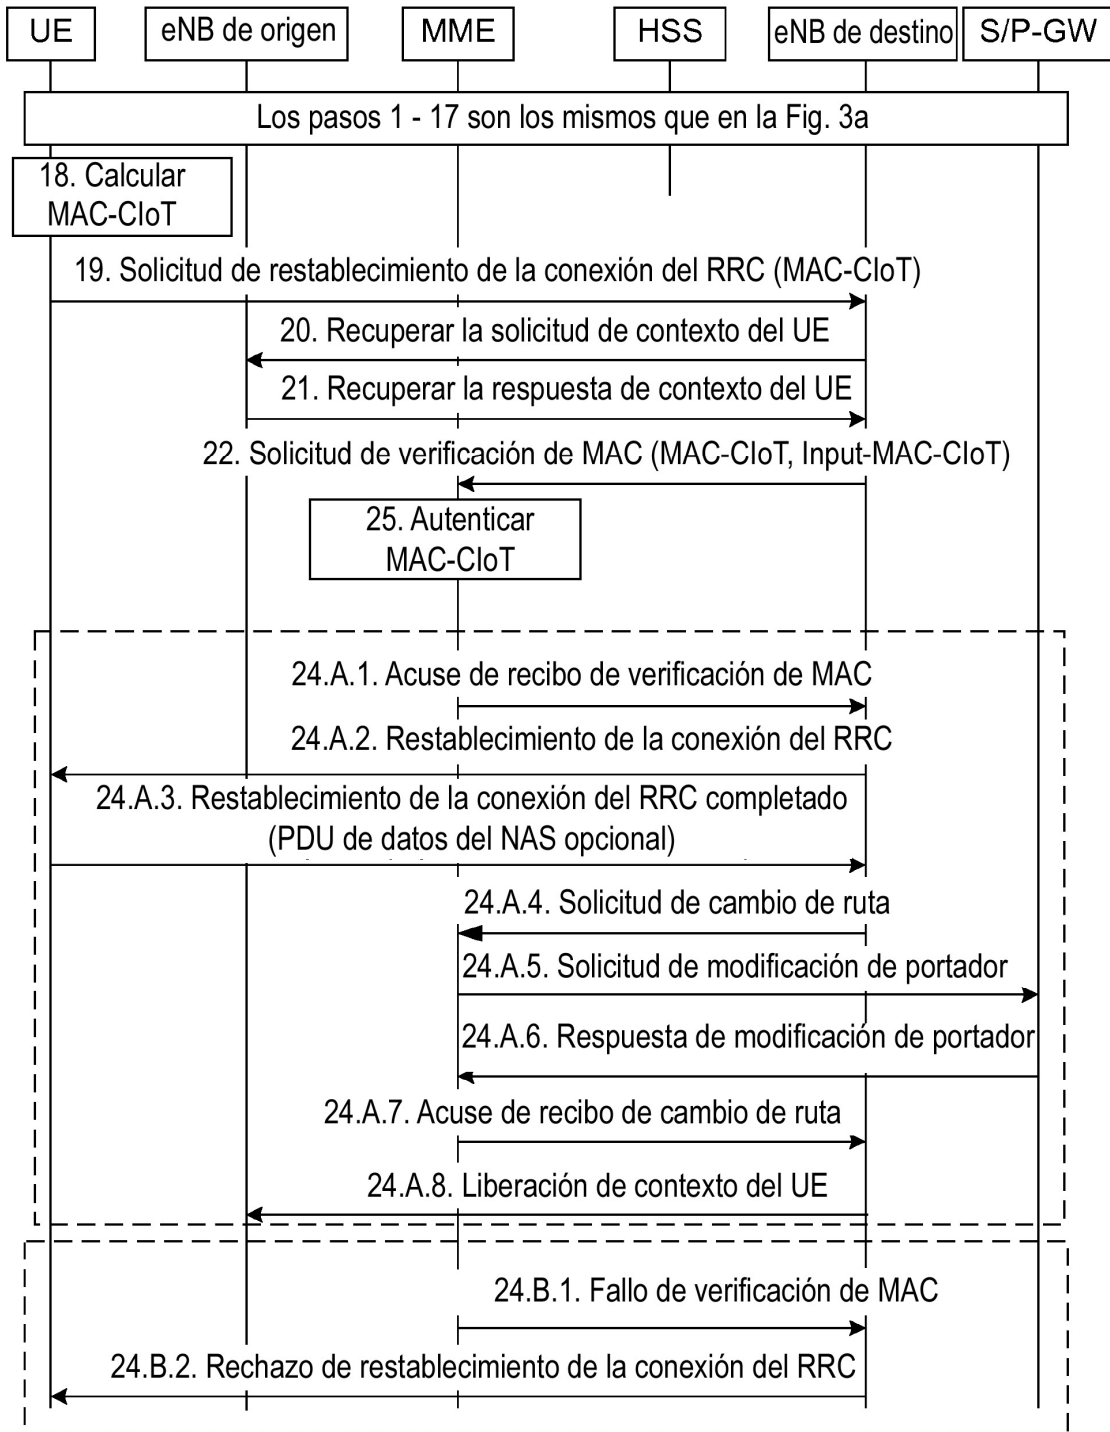 UE
eNB de origen
MME
HSS
eNB de destino
S/P-GW
Los pasos 1 - 17 son los mismos que en la Fig. 3a
18. Calcular
MAC-CIoT
19. Solicitud de restablecimiento de la conexión del RRC (MAC-CIoT)
20. Recuperar la solicitud de contexto del UE
21. Recuperar la respuesta de contexto del UE
22. Solicitud de verificación de MAC (MAC-CIoT, Input-MAC-CIoT)
25. Autenticar
MAC-CIoT
24.A.1. Acuse de recibo de verificación de MAC
24.A.2. Restablecimiento de la conexión del RRC
24.A.3. Restablecimiento de la conexión del RRC completado
(PDU de datos del NAS opcional)
24.A.4. Solicitud de cambio de ruta
24.A.5. Solicitud de modificación de portador
24.A.6. Respuesta de modificación de portador
24.A.7. Acuse de recibo de cambio de ruta
24.A.8. Liberación de contexto del UE
24.B.1. Fallo de verificación de MAC
24.B.2. Rechazo de restablecimiento de la conexión del RRC